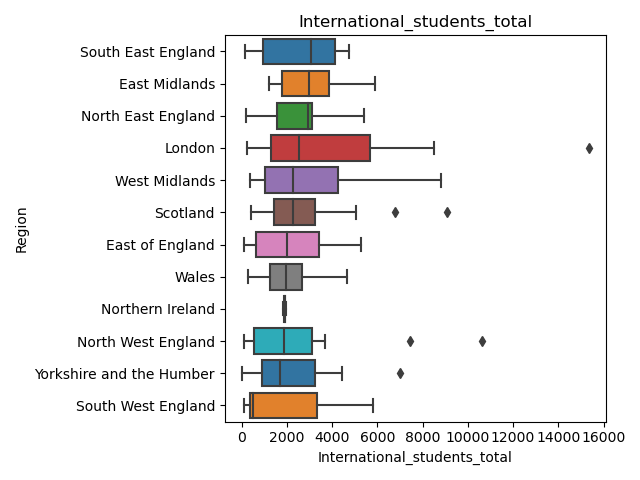 International_students_total
South East England
East Midlands
North East England
London
West Midlands
Scotland
East of England
Wales
Northern Ireland
North West England
Yorkshire and the Humber
South West England
Region
0 2000 4000 6000 8000 10000 12000 14000 16000
International_students_total